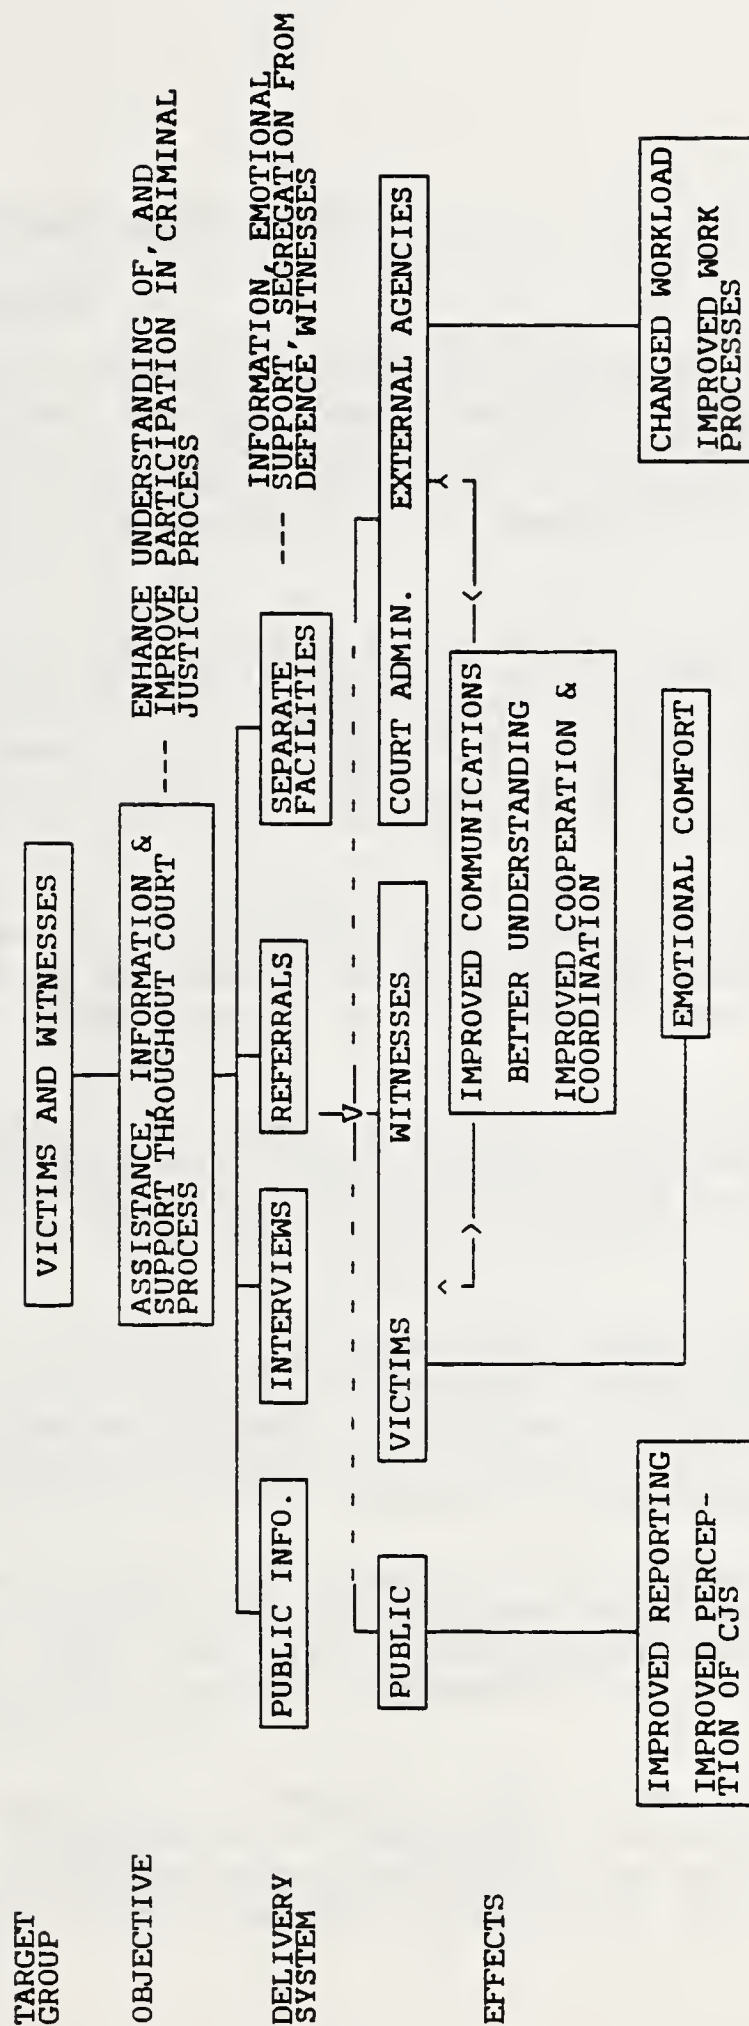 TARGET
GROUP
VICTIMS AND WITNESSES
OBJECTIVE
ASSISTANCE, INFORMATION &
SUPPORT THROUGHOUT COURT
PROCESS
--- ENHANCE UNDERSTANDING OF, AND
IMPROVE PARTICIPATION IN, CRIMINAL
JUSTICE PROCESS
DELIVERY
SYSTEM
PUBLIC INFO.
INTERVIEWS
REFERRALS
SEPARATE
FACILITIES
--- INFORMATION, EMOTIONAL
SUPPORT, SEGREGATION FROM
DEFENCE WITNESSES
PUBLIC
VICTIMS WITNESSES
COURT ADMIN. EXTERNAL AGENCIES
EFFECTS
IMPROVED COMMUNICATIONS
BETTER UNDERSTANDING
IMPROVED COOPERATION &
COORDINATION
IMPROVED REPORTING
IMPROVED PERCEP-
TION OF CJS
EMOTIONAL COMFORT
CHANGED WORKLOAD
IMPROVED WORK
PROCESSES